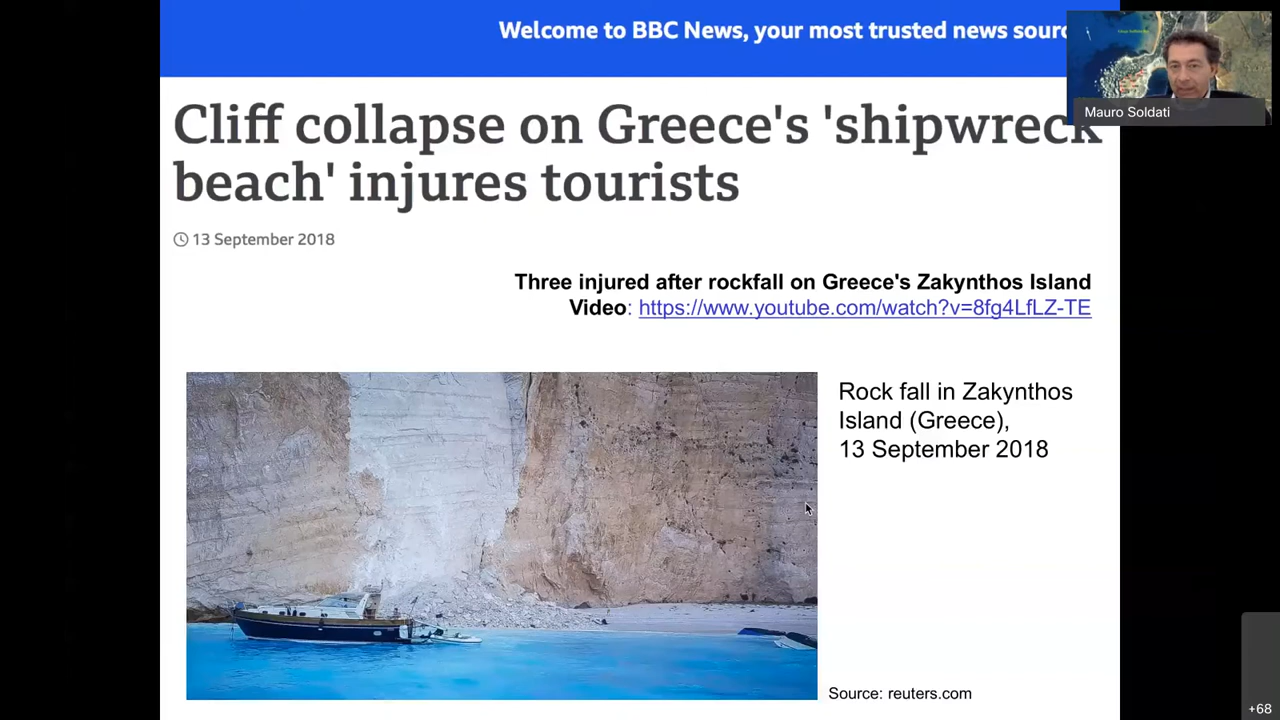 Welcome to BBC News, your most trusted news sourc
Mauro Soldati
Cliff collapse on Greece's 'shipwreck
beach' injures tourists
13 September 2018
Three injured after rockfall on Greece's Zakynthos Island
Video: https://www.youtube.com/watch?v=8fg4LfLZ-TE
Rock fall in Zakynthos
Island (Greece),
13 September 2018
Source: reuters.com
+68